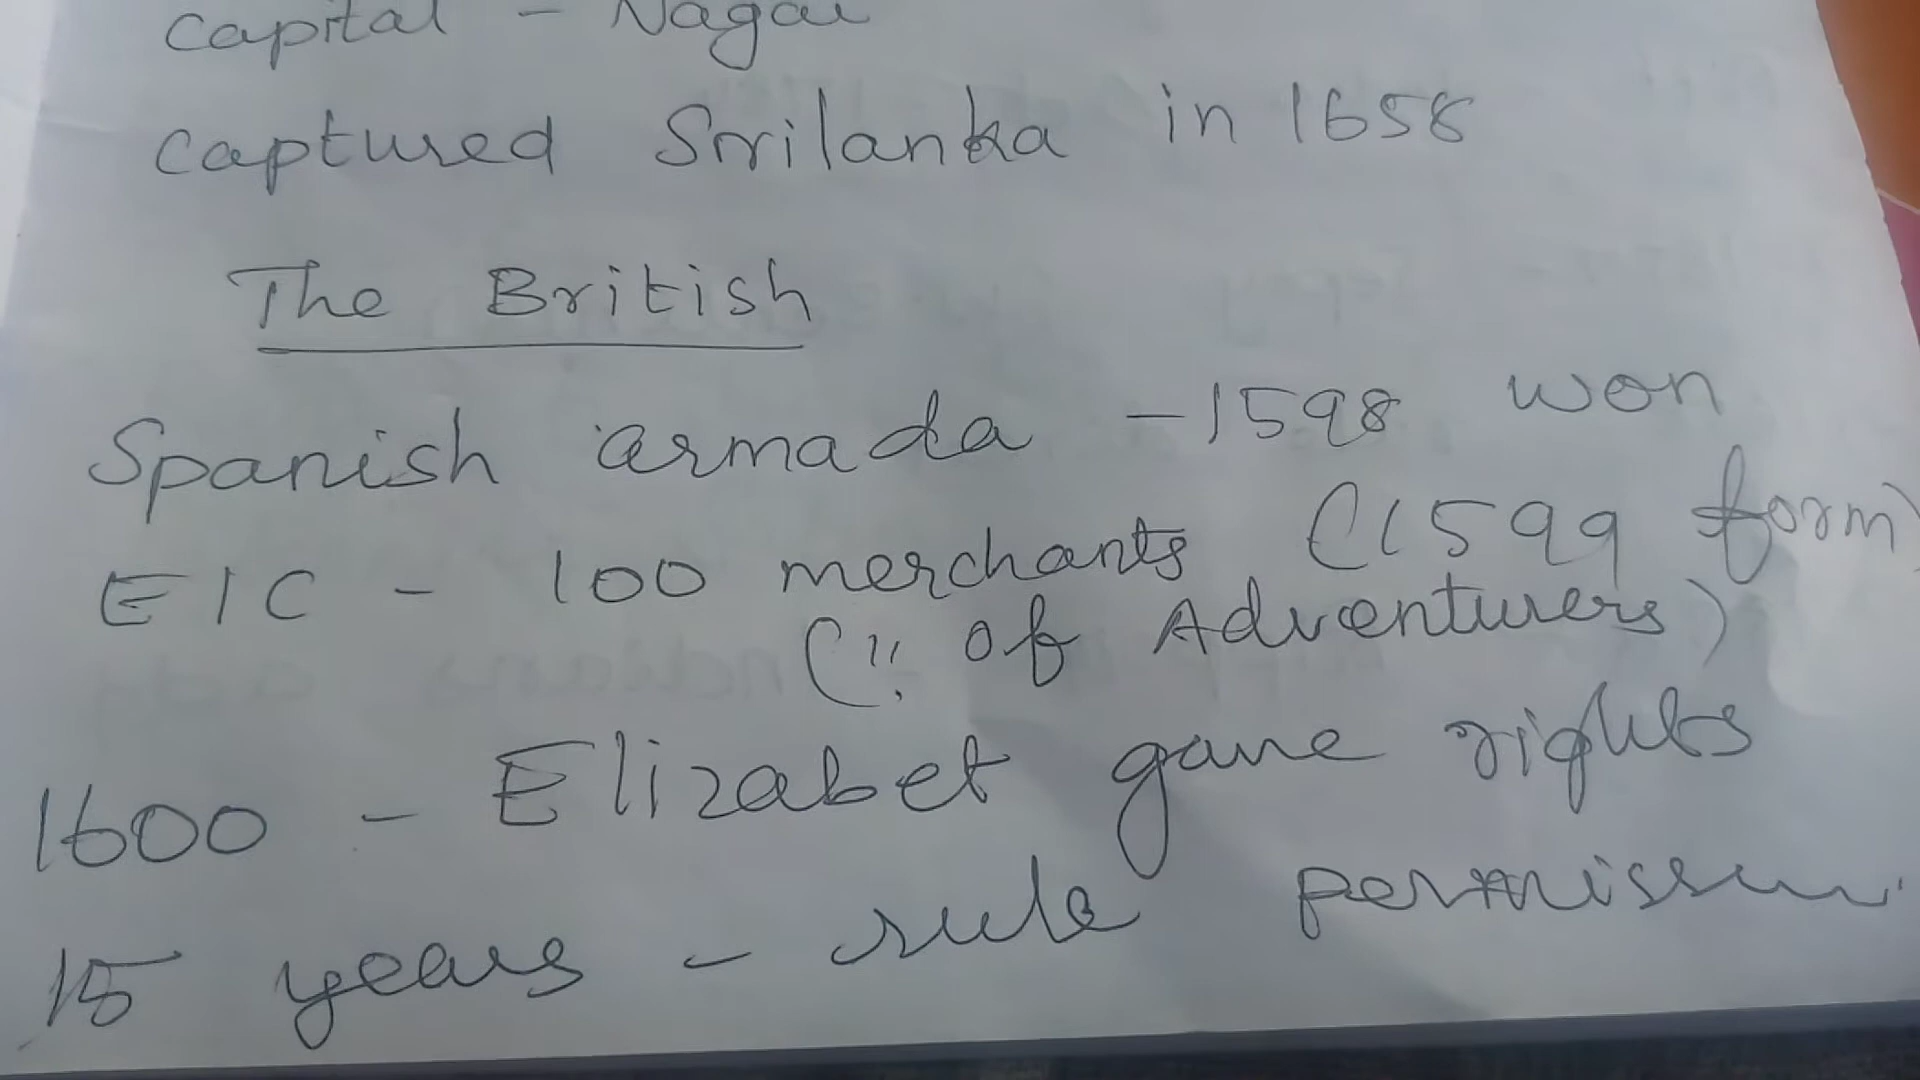 Capital - Nagai
Captured Srilanka in 1658
The British
Spanish armada - 1598 won
EIC - 100 merchants (1599 form)
(" of Adventurers)
1600 - Elizabet gave rights
15 years - rule permission